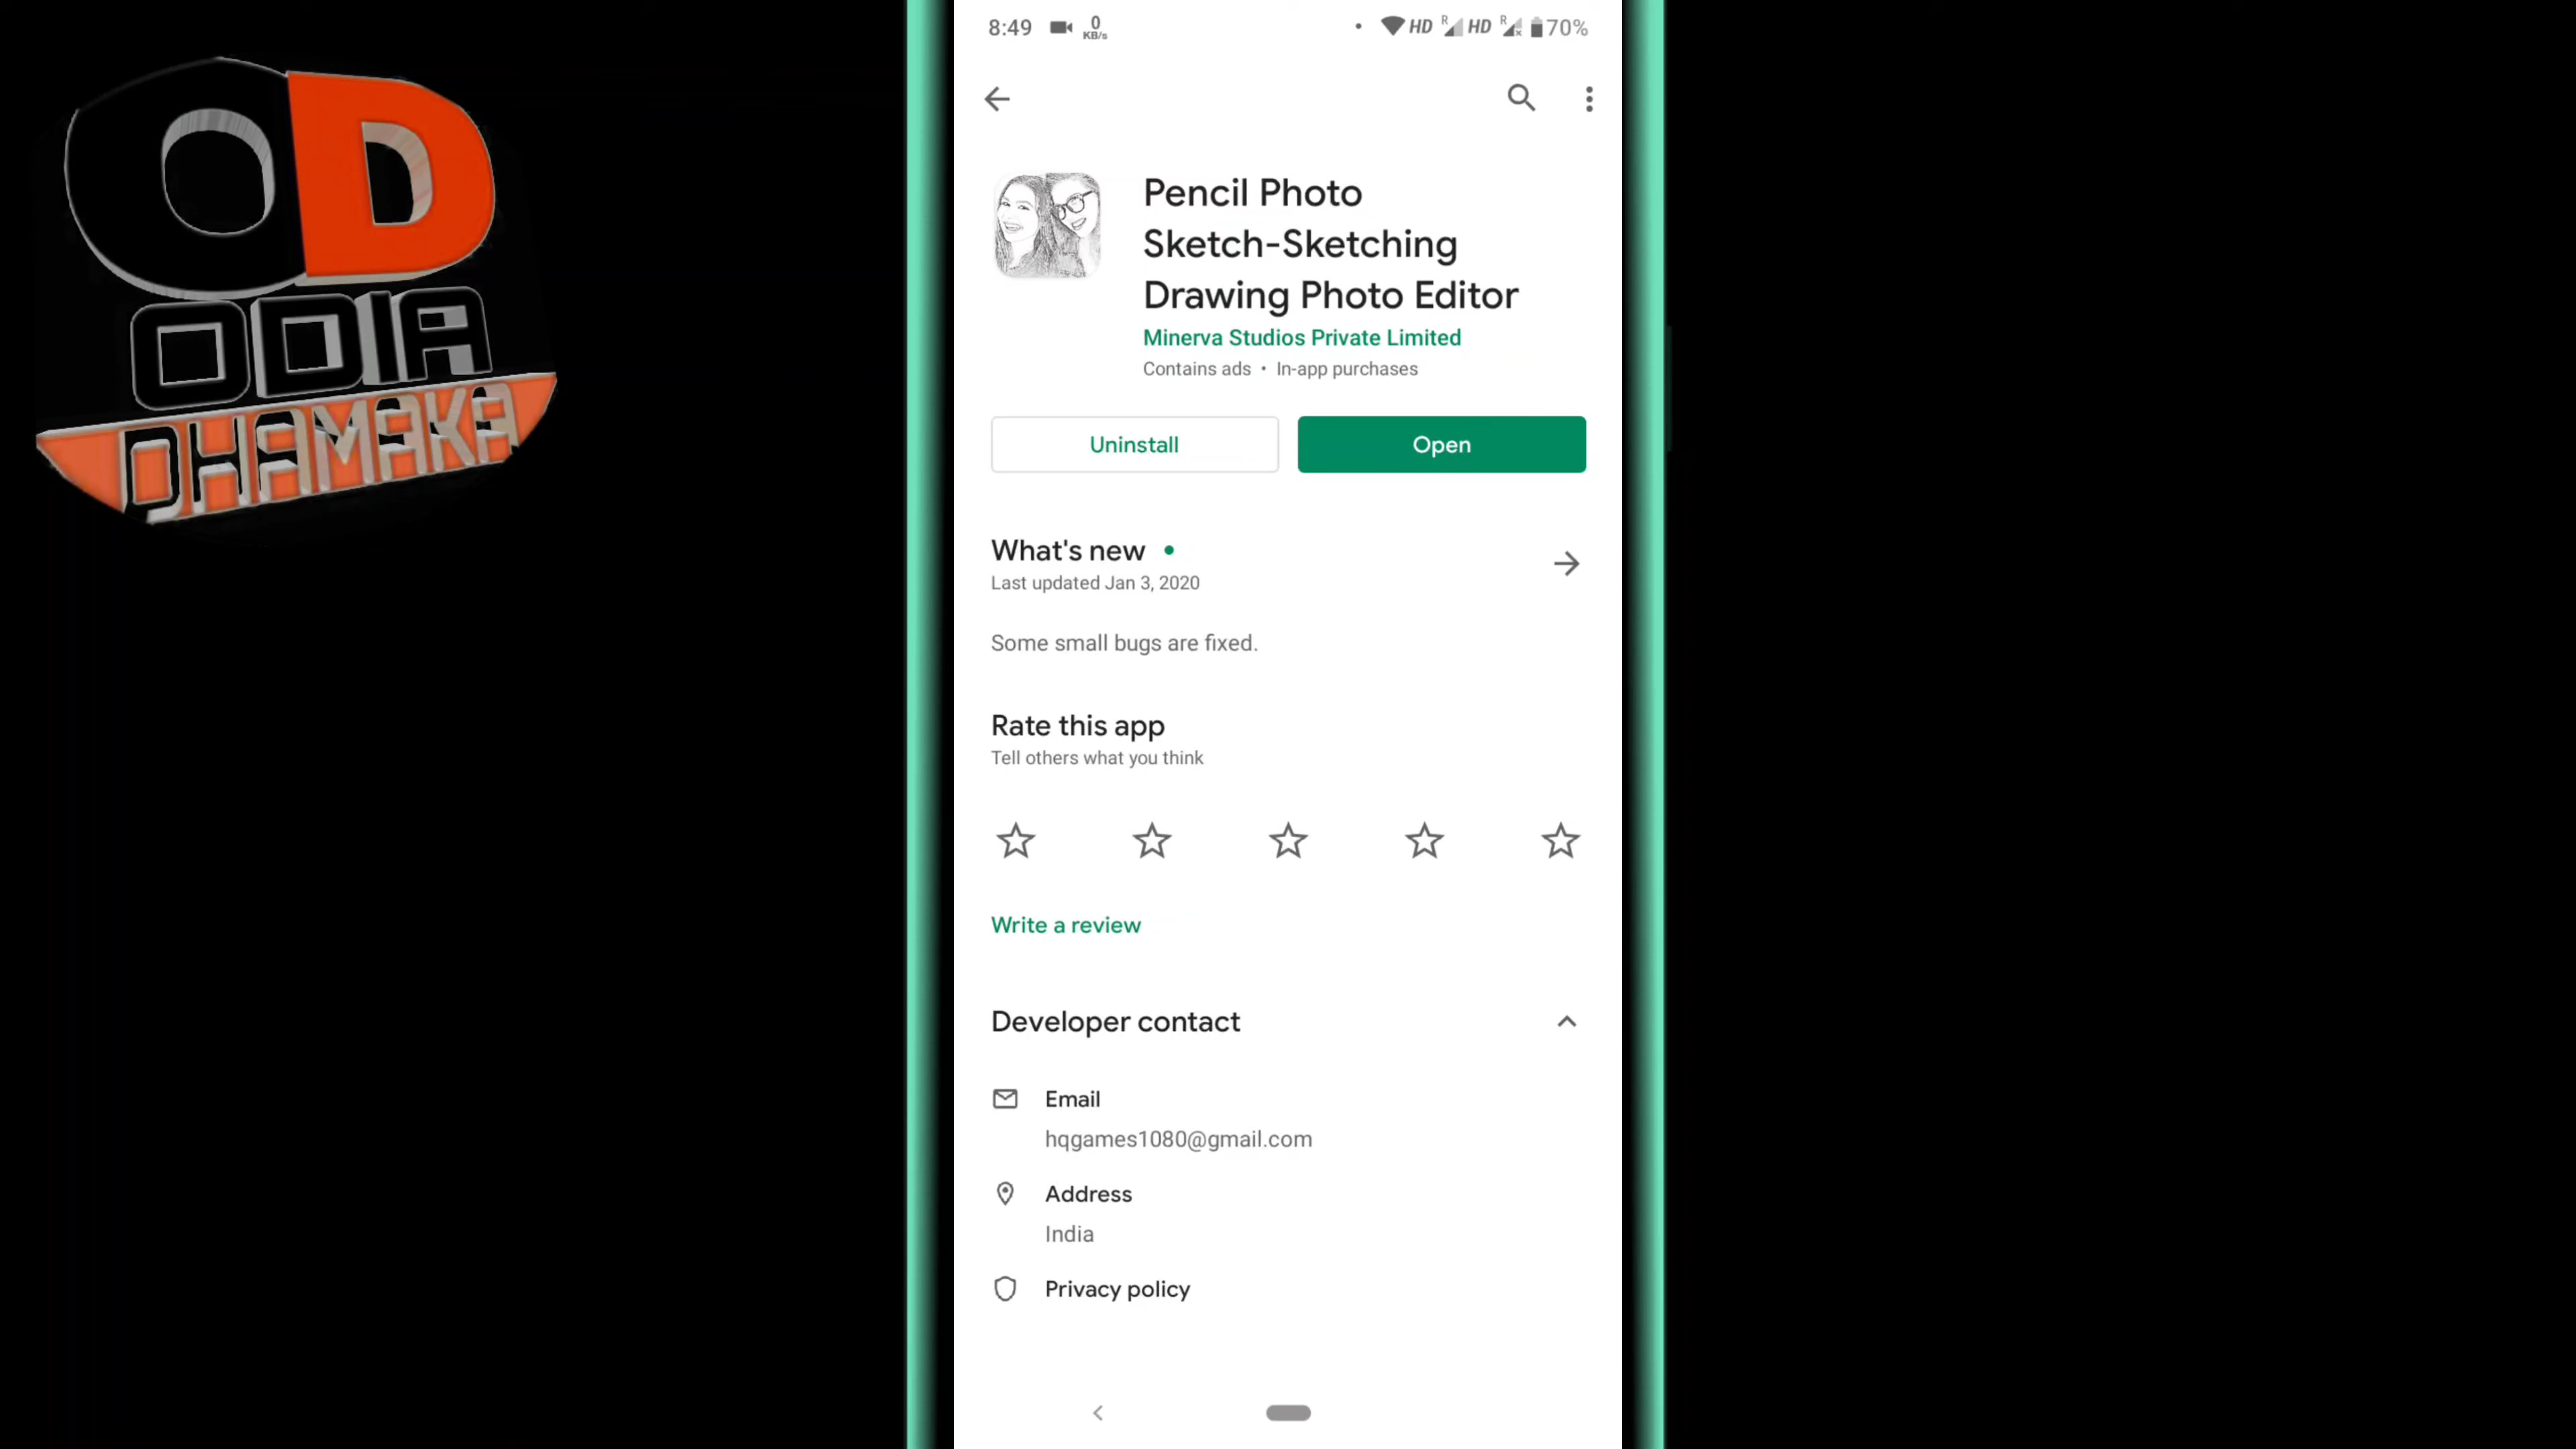 OD
ODIA
DHAMAKA
8:49
0
KB/s
HD
R
HD
R
70%
Pencil Photo
Sketch-Sketching
Drawing Photo Editor
Minerva Studios Private Limited
Contains ads • In-app purchases
Uninstall
Open
What's new •
Last updated Jan 3, 2020
Some small bugs are fixed.
Rate this app
Tell others what you think
Write a review
Developer contact
Email
hqgames1080@gmail.com
Address
India
Privacy policy